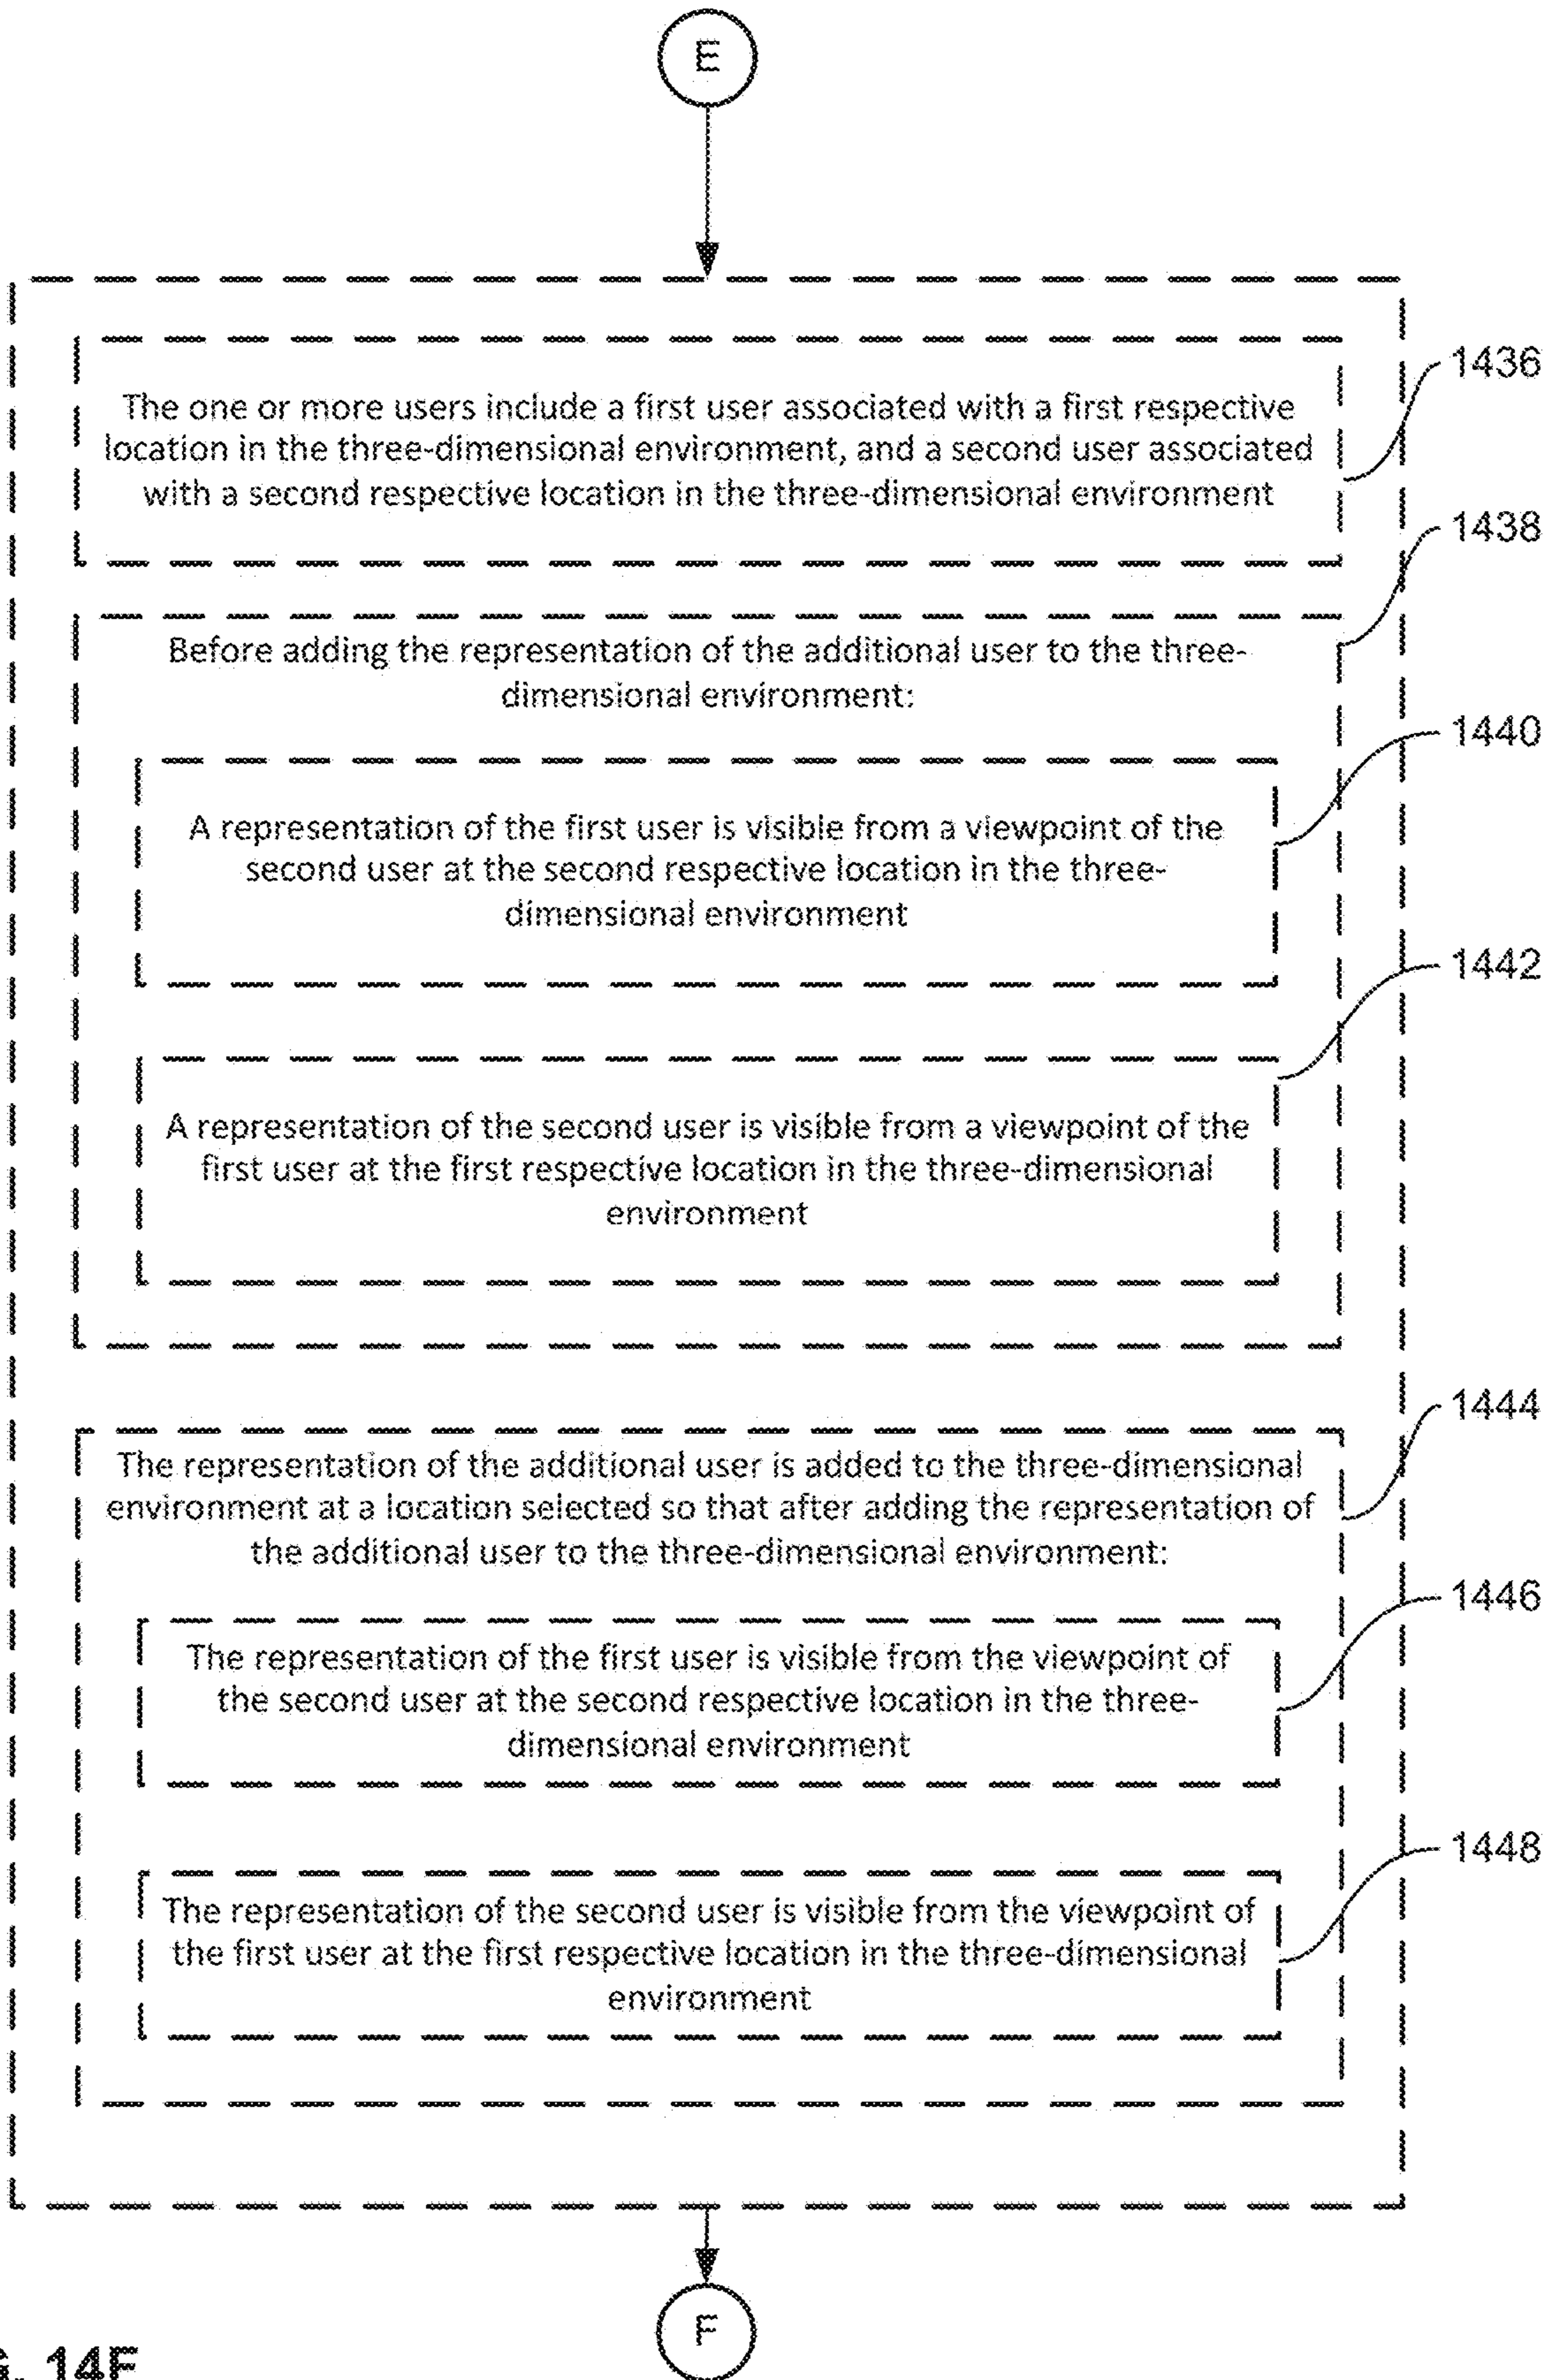 E
The one or more users include a first user associated with a first respective
location in the three-dimensional environment, and a second user associated
with a second respective location in the three-dimensional environment
1436
Before adding the representation of the additional user to the three-
dimensional environment:
1438
A representation of the first user is visible from a viewpoint of the
second user at the second respective location in the three-
dimensional environment
1440
A representation of the second user is visible from a viewpoint of the
first user at the first respective location in the three-dimensional
environment
1442
The representation of the additional user is added to the three-dimensional
environment at a location selected so that after adding the representation of
the additional user to the three-dimensional environment:
1444
The representation of the first user is visible from the viewpoint of
the second user at the second respective location in the three-
dimensional environment
1446
The representation of the second user is visible from the viewpoint of
the first user at the first respective location in the three-dimensional
environment
1448
F